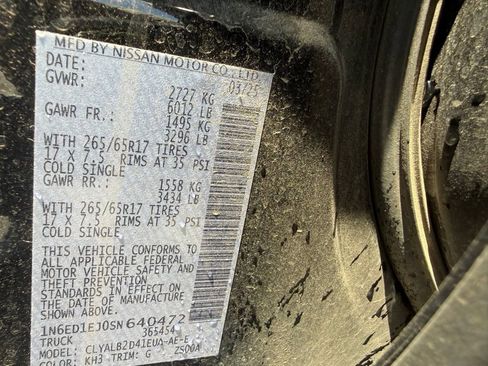 MFD BY NISSAN MOTOR CO., LTD
DATE: 03/25
GVWR: 2727 KG
6012 LB
GAWR FR.: 1495 KG
3296 LB
WITH 265/65R17 TIRES
17 X 7.5 RIMS AT 35 PSI
COLD SINGLE
GAWR RR.: 1558 KG
3434 LB
WITH 265/65R17 TIRES
17 X 7.5 RIMS AT 35 PSI
COLD SINGLE
THIS VEHICLE CONFORMS TO
ALL APPLICABLE FEDERAL
MOTOR VEHICLE SAFETY AND
THEFT PREVENTION
STANDARDS IN EFFECT ON
THE DATE OF MANUFACTURE
SHOWN ABOVE.
1N6ED1EJ0SN640472
TRUCK 365454
MODEL: CLYALB2D41EUA-AE-E
COLOR: KH3 TRIM: G ZS00A